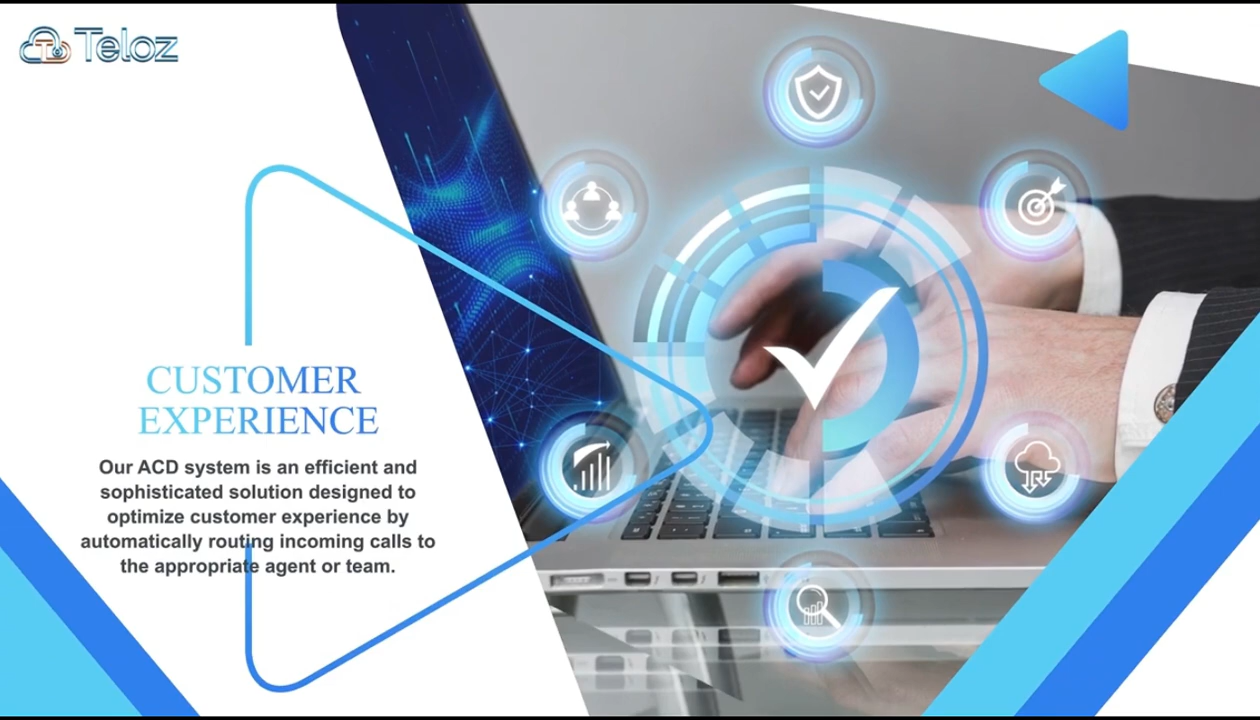 Teloz
CUSTOMER
EXPERIENCE
Our ACD system is an efficient and
sophisticated solution designed to
optimize customer experience by
automatically routing incoming calls to
the appropriate agent or team.